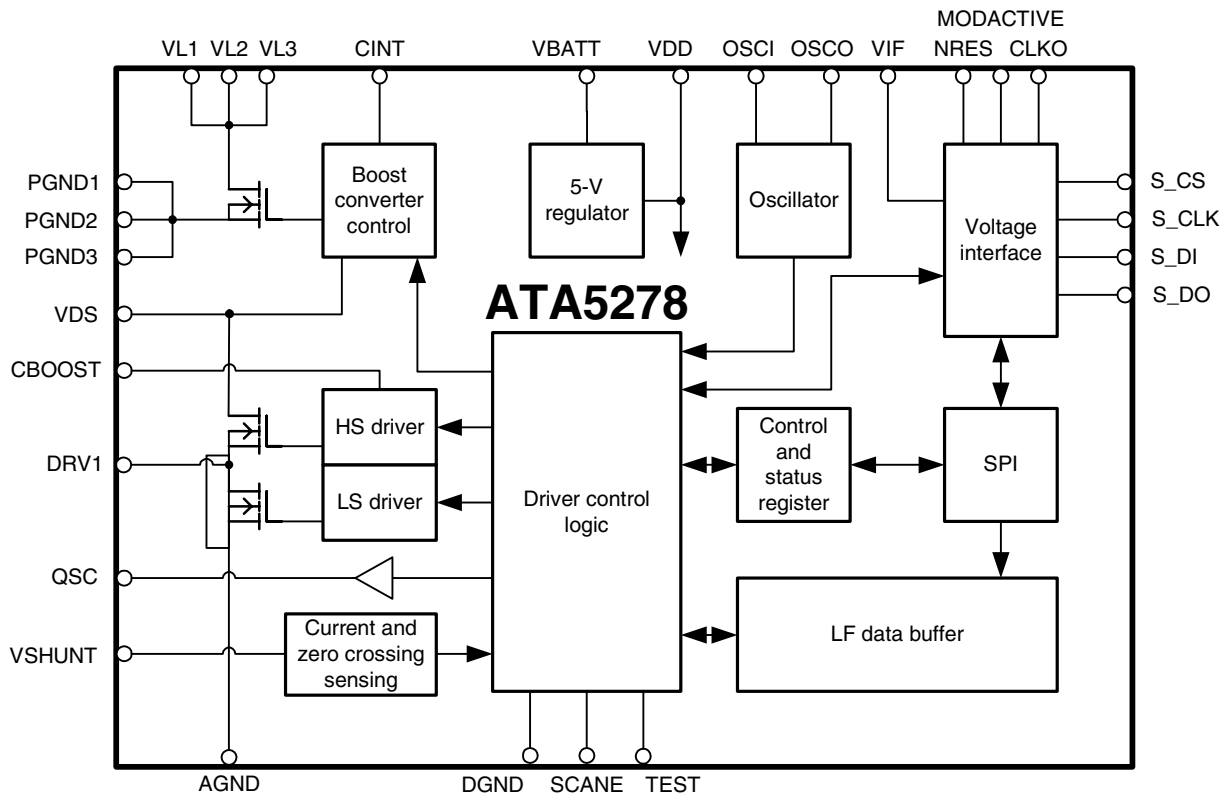 MODACTIVE
VL1 VL2 VL3 CINT VBATT VDD OSCI OSCO VIF NRES CLKO
PGND1
PGND2
PGND3
VDS
CBOOST
DRV1
QSC
VSHUNT
Boost
converter
control
5-V
regulator
Oscillator
Voltage
interface
S_CS
S_CLK
S_DI
S_DO
ATA5278
HS driver
LS driver
Driver control
logic
Control
and
status
register
SPI
Current and
zero crossing
sensing
LF data buffer
AGND
DGND
SCANE
TEST